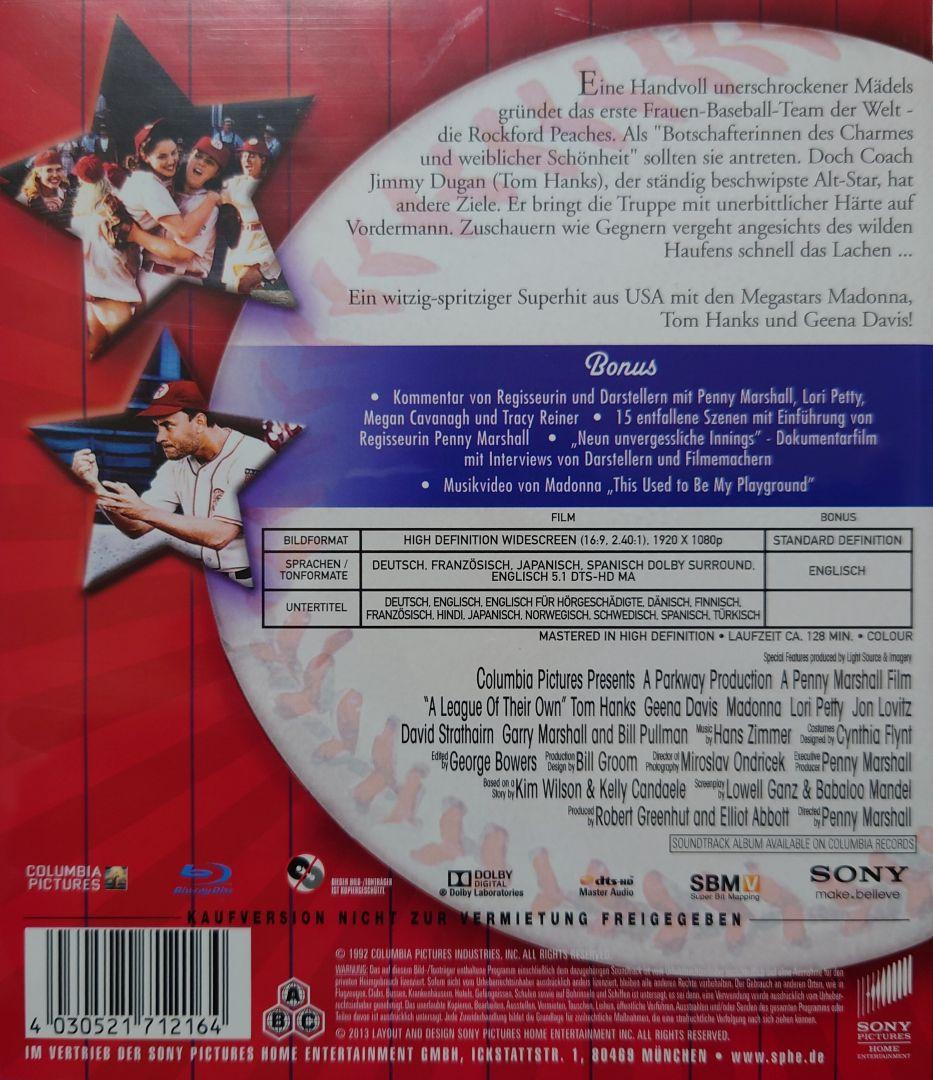 Eine Handvoll unerschrockener Mädels
gründet das erste Frauen-Baseball-Team der Welt -
die Rockford Peaches. Als "Botschafterinnen des Charmes
und weiblicher Schönheit" sollten sie antreten. Doch Coach
Jimmy Dugan (Tom Hanks), der ständig beschwipste Alt-Star, hat
andere Ziele. Er bringt die Truppe mit unerbittlicher Härte auf
Vordermann. Zuschauern wie Gegnern vergeht angesichts des wilden
Haufens schnell das Lachen ...
Ein witzig-spritziger Superhit aus USA mit den Megastars Madonna,
Tom Hanks und Geena Davis!
Bonus
• Kommentar von Regisseurin und Darstellern mit Penny Marshall, Lori Petty,
Megan Cavanagh und Tracy Reiner • 15 entfallene Szenen mit Einführung von
Regisseurin Penny Marshall • „Neun unvergessliche Innings" - Dokumentarfilm
mit Interviews von Darstellern und Filmemachern
• Musikvideo von Madonna „This Used to Be My Playground"
FILM BONUS
BILDFORMAT HIGH DEFINITION WIDESCREEN (16:9, 2.40:1), 1920 X 1080p STANDARD DEFINITION
SPRACHEN / TONFORMATE DEUTSCH, FRANZÖSISCH, JAPANISCH, SPANISCH DOLBY SURROUND,
ENGLISCH 5.1 DTS-HD MA ENGLISCH
UNTERTITEL DEUTSCH, ENGLISCH, ENGLISCH FÜR HÖRGESCHÄDIGTE, DÄNISCH, FINNISCH,
FRANZÖSISCH, HINDI, JAPANISCH, NORWEGISCH, SCHWEDISCH, SPANISCH, TÜRKISCH
MASTERED IN HIGH DEFINITION • LAUFZEIT CA. 128 MIN. • COLOUR
Special Features produced by Light Source & Imagery
Columbia Pictures Presents A Parkway Production A Penny Marshall Film
"A League Of Their Own" Tom Hanks Geena Davis Madonna Lori Petty Jon Lovitz
David Strathairn Garry Marshall and Bill Pullman Music by Hans Zimmer Costumes Designed by Cynthia Flynt
Edited by George Bowers Production Design by Bill Groom Director of Photography Miroslav Ondricek Executive Producer Penny Marshall
Based on a Story by Kim Wilson & Kelly Candaele Screenplay by Lowell Ganz & Babaloo Mandel
Produced by Robert Greenhut and Elliot Abbott Directed by Penny Marshall
SOUNDTRACK ALBUM AVAILABLE ON COLUMBIA RECORDS
COLUMBIA
PICTURES
Blu-ray Disc
DIESER BILD-/TONTRÄGER
IST KOPIERGESCHÜTZT
DOLBY
DIGITAL
Dolby Laboratories
dts-HD
Master Audio
SBMV
Super Bit Mapping
SONY
make.believe
KAUFVERSION NICHT ZUR VERMIETUNG FREIGEGEBEN
© 1992 COLUMBIA PICTURES INDUSTRIES, INC. ALL RIGHTS RESERVED.
4 030521 712164
A
B C
© 2013 LAYOUT AND DESIGN SONY PICTURES HOME ENTERTAINMENT INC. ALL RIGHTS RESERVED.
SONY
PICTURES
HOME
ENTERTAINMENT
IM VERTRIEB DER SONY PICTURES HOME ENTERTAINMENT GMBH, ICKSTATTSTR. 1, 80469 MÜNCHEN • www.sphe.de